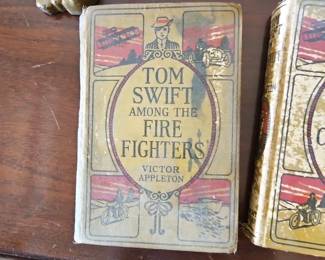 TOM
SWIFT
AMONG THE
FIRE
FIGHTERS
VICTOR
APPLETON